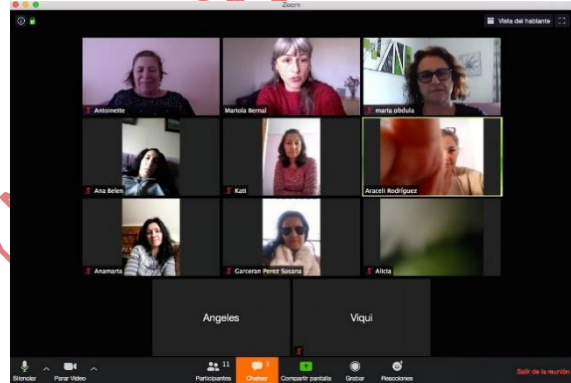 Zoom
Vista del hablante
Antoinette
Mariola Bernal
maria obdula
Ana Belen
Kati
Araceli Rodríguez
Anamaria
Garceran Perez Susana
Alicia
Angeles
Viqui
Silenciar
Parar Video
Participantes
11
Chatear
Compartir pantalla
Grabar
Reacciones
Salir de la reunión